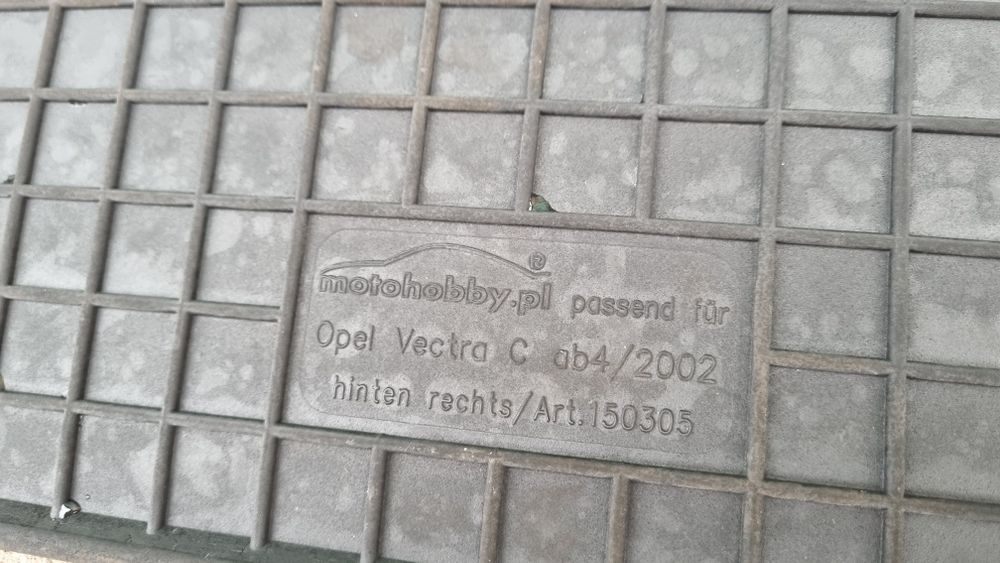 motohobby.pl® passend für
Opel Vectra C ab4/2002
hinten rechts/Art.150305